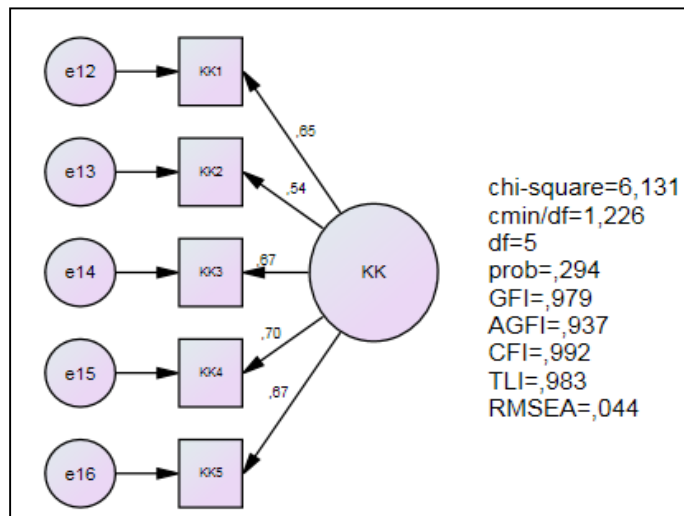 e12
KK1
,65
e13
KK2
,54
e14
KK3
,67
KK
e15
KK4
,70
e16
KK5
,67
chi-square=6,131
cmin/df=1,226
df=5
prob=,294
GFI=,979
AGFI=,937
CFI=,992
TLI=,983
RMSEA=,044